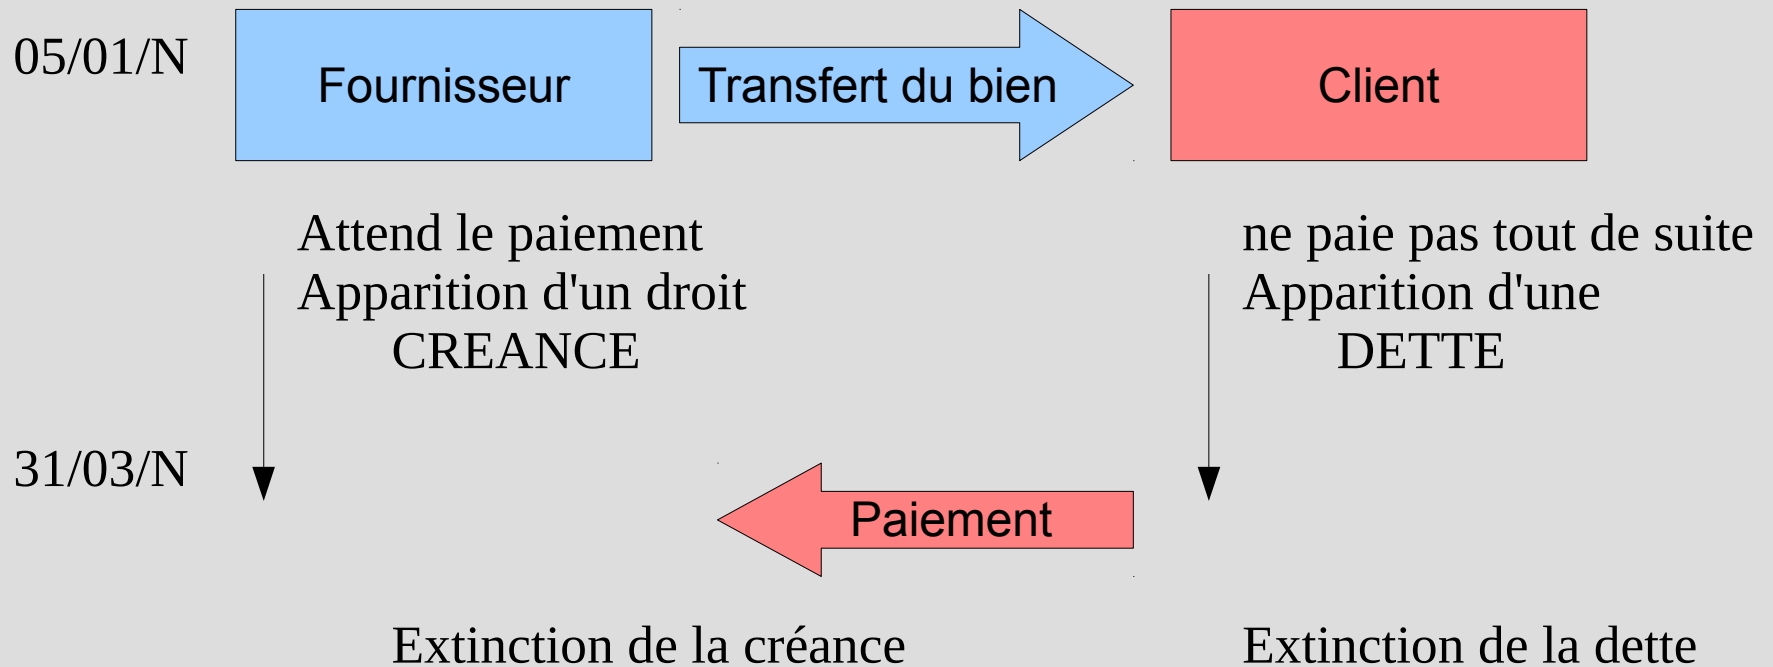 05/01/N
Fournisseur
Transfert du bien
Client
Attend le paiement
Apparition d'un droit
CREANCE
ne paie pas tout de suite
Apparition d'une
DETTE
31/03/N
Paiement
Extinction de la créance
Extinction de la dette